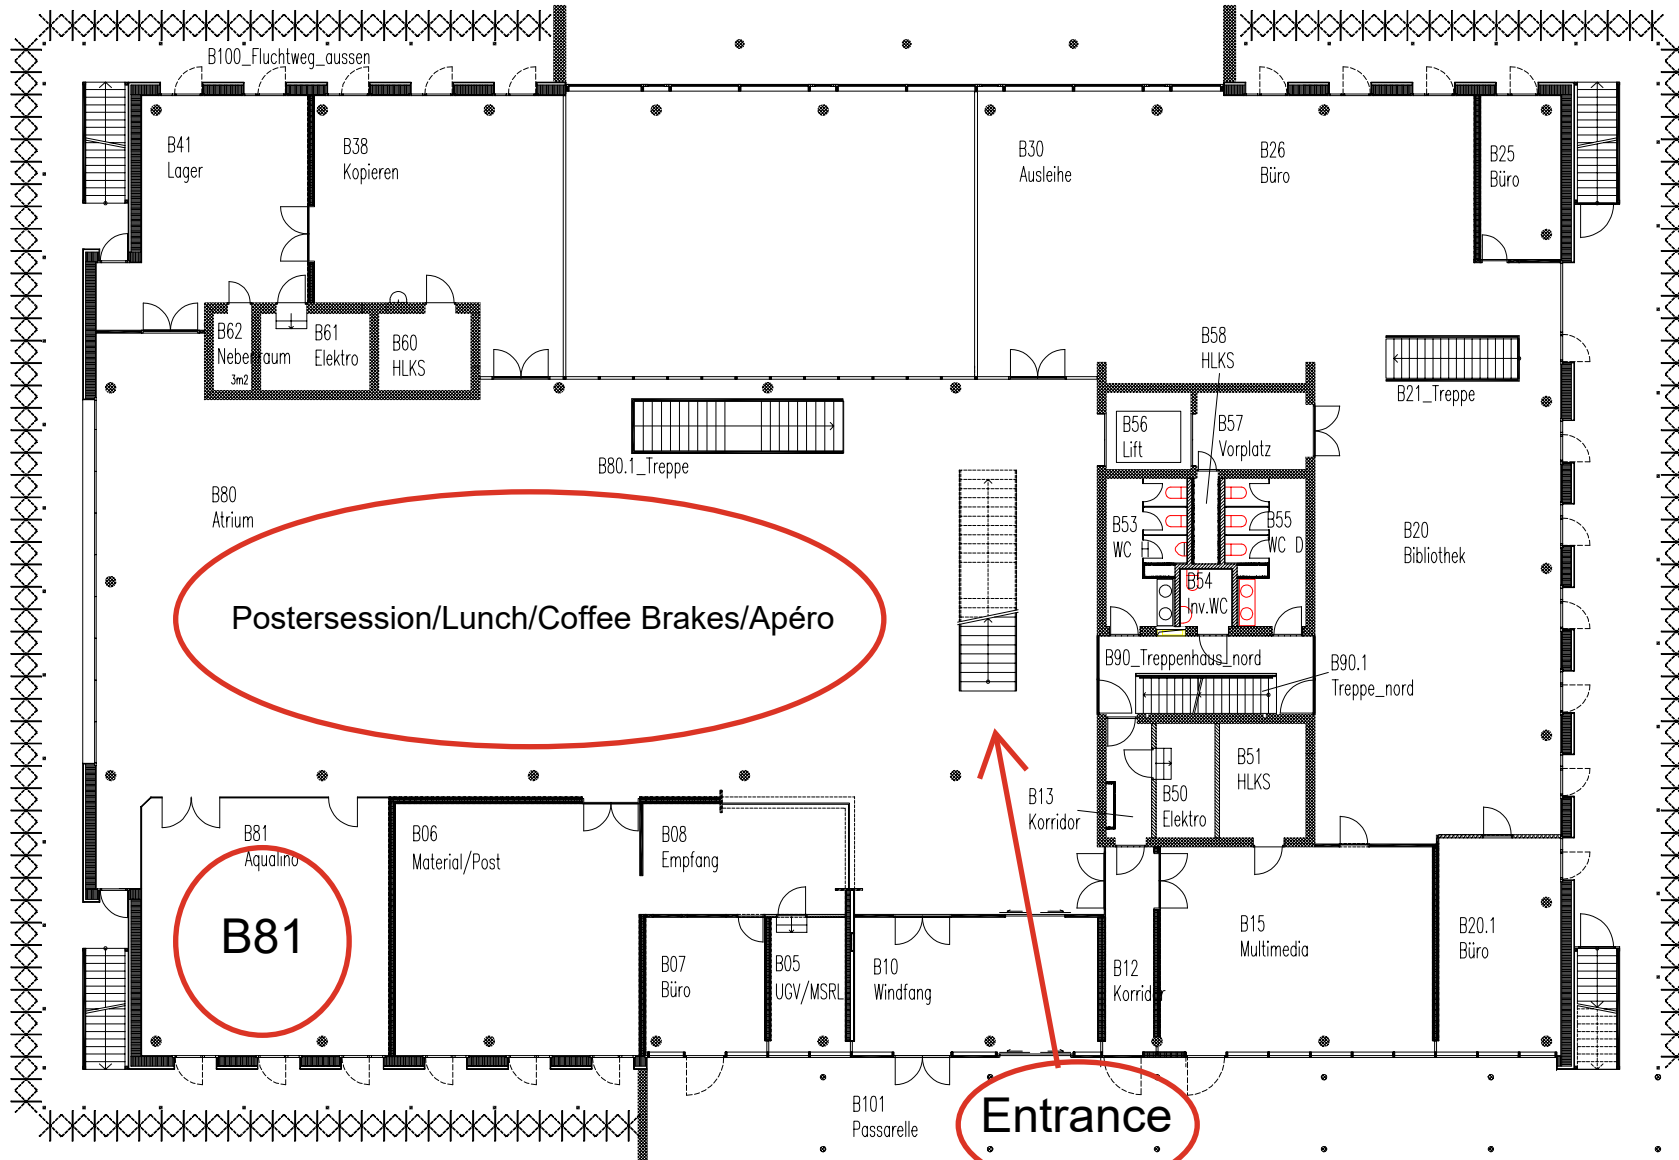 B100_Fluchtweg_aussen
B41
Lager
B38
Kopieren
B30
Ausleihe
B26
Büro
B25
Büro
B62
Nebenraum
3m2
B61
Elektro
B60
HLKS
B58
HLKS
B21_Treppe
B56
Lift
B57
Vorplatz
B80.1_Treppe
B80
Atrium
B53
WC H
B55
WC D
B54
Inv.WC
B20
Bibliothek
Postersession/Lunch/Coffee Brakes/Apéro
B90_Treppenhaus_nord
B90.1
Treppe_nord
B13
Korridor
B50
Elektro
B51
HLKS
B81
Aqualino
B06
Material/Post
B08
Empfang
B81
B07
Büro
B05
UGV/MSRL
B10
Windfang
B12
Korridor
B15
Multimedia
B20.1
Büro
B101
Passarelle
Entrance